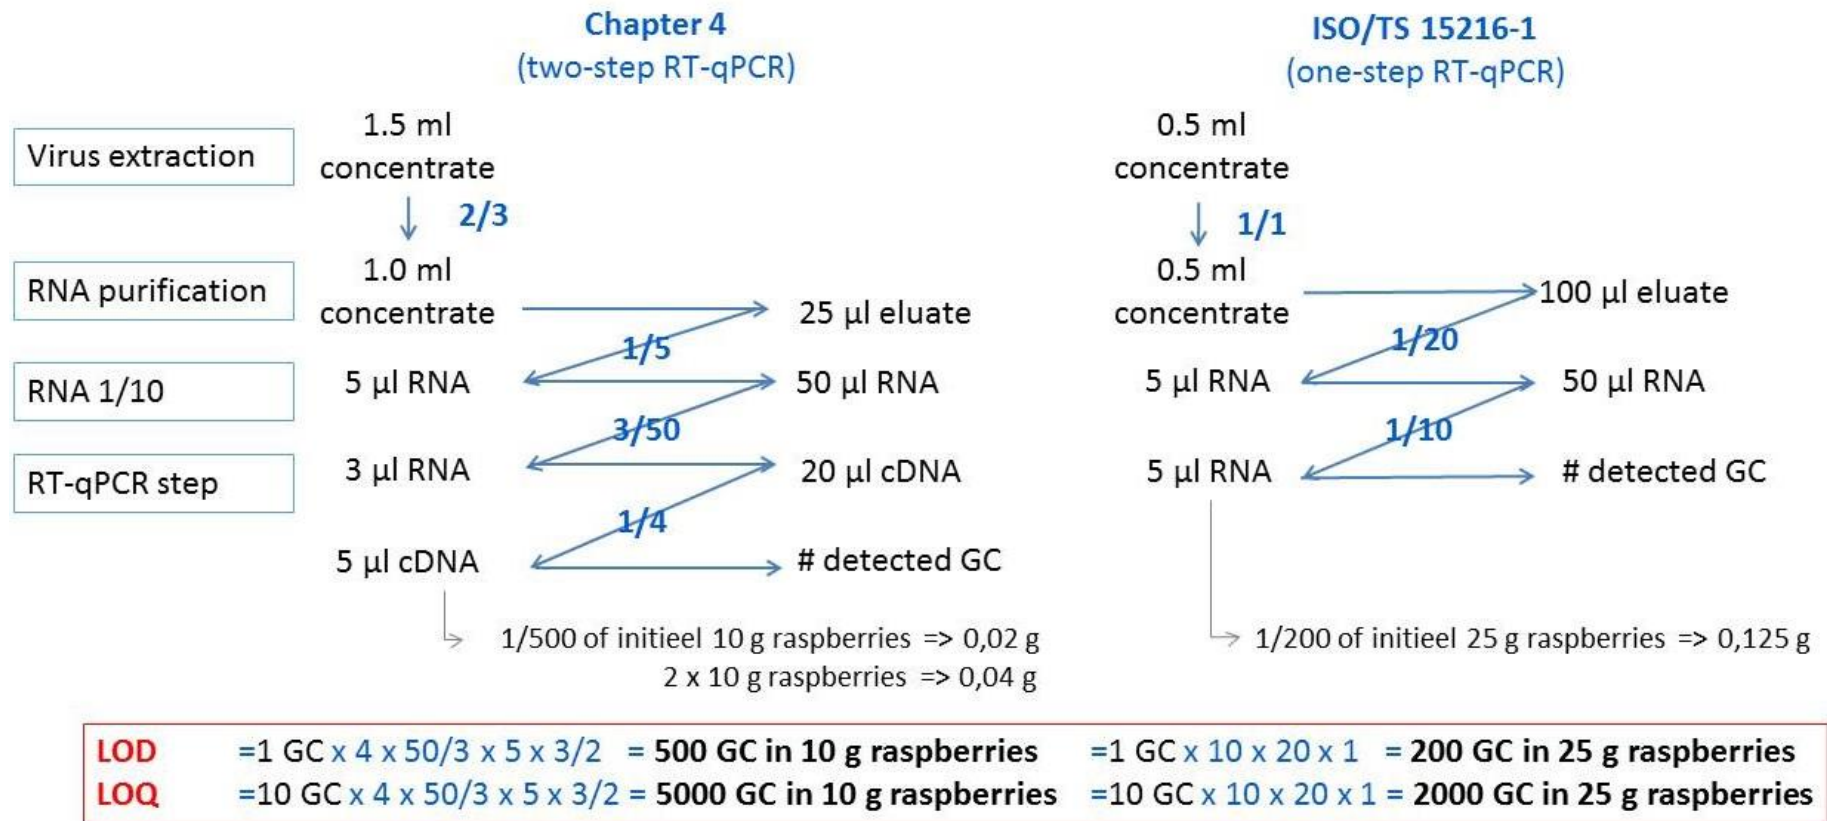 Chapter 4
(two-step RT-qPCR)
ISO/TS 15216-1
(one-step RT-qPCR)
Virus extraction
1.5 ml
concentrate
0.5 ml
concentrate
2/3
1/1
RNA purification
1.0 ml
concentrate
25 µl eluate
0.5 ml
concentrate
100 µl eluate
1/5
1/20
RNA 1/10
5 µl RNA
50 µl RNA
5 µl RNA
50 µl RNA
3/50
1/10
RT-qPCR step
3 µl RNA
20 µl cDNA
5 µl RNA
# detected GC
1/4
5 µl cDNA
# detected GC
1/500 of initieel 10 g raspberries => 0,02 g
2 x 10 g raspberries => 0,04 g
1/200 of initieel 25 g raspberries => 0,125 g
LOD =1 GC x 4 x 50/3 x 5 x 3/2 = 500 GC in 10 g raspberries =1 GC x 10 x 20 x 1 = 200 GC in 25 g raspberries
LOQ =10 GC x 4 x 50/3 x 5 x 3/2 = 5000 GC in 10 g raspberries =10 GC x 10 x 20 x 1 = 2000 GC in 25 g raspberries